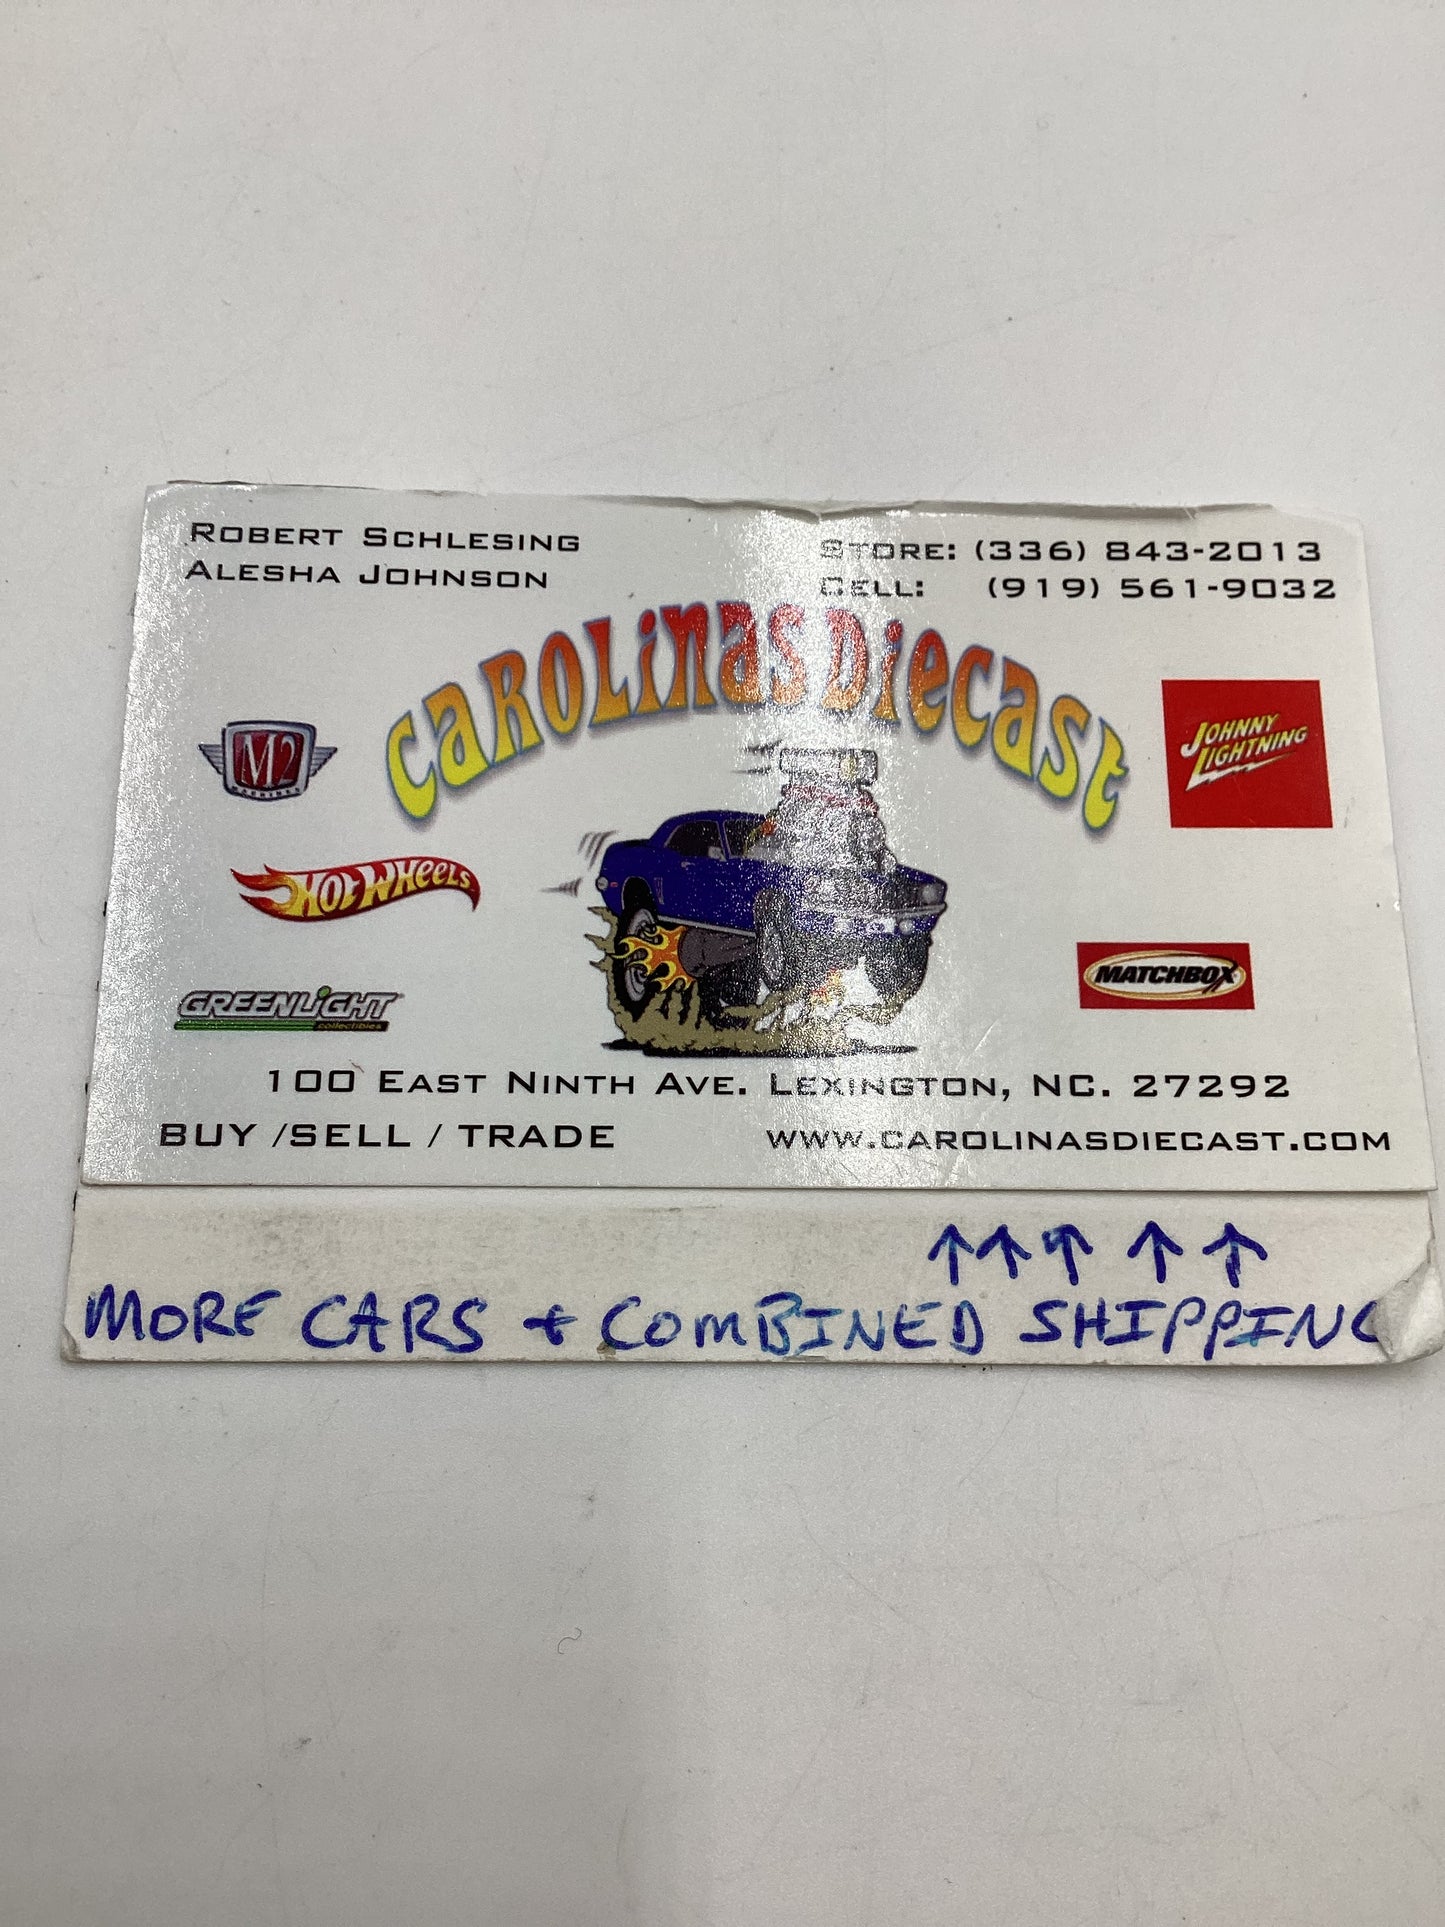 ROBERT SCHLESING
ALESHA JOHNSON
STORE: (336) 843-2013
CELL: (919) 561-9032
CAROLINAS DIECAST
M2
MACHINES
JOHNNY
LIGHTNING
HOT WHEELS
MATCHBOX
GREENLIGHT
collectibles
100 EAST NINTH AVE. LEXINGTON, NC. 27292
BUY /SELL / TRADE
WWW.CAROLINASDIECAST.COM
↑↑↑ ↑ ↑
MORE CARS + COMBINED SHIPPING